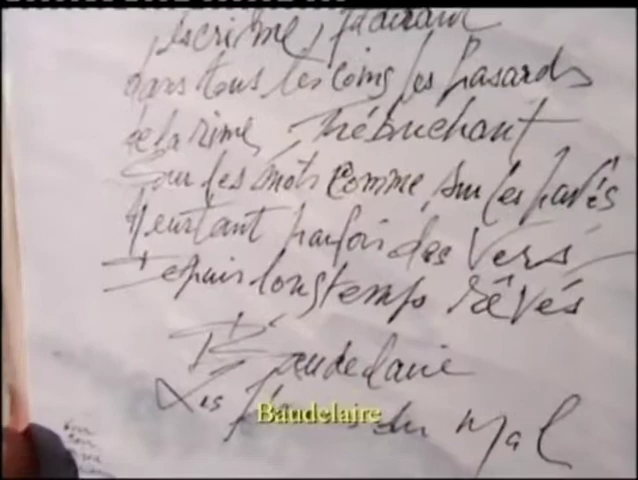 escrime, flairant
dans tous les coins les hasards
de la rime, Trébuchant
Sur les mots comme sur les pavés
Heurtant parfois des Vers
Depuis longtemps rêvés
Baudelaire
Les Fleurs du Mal
Baudelaire